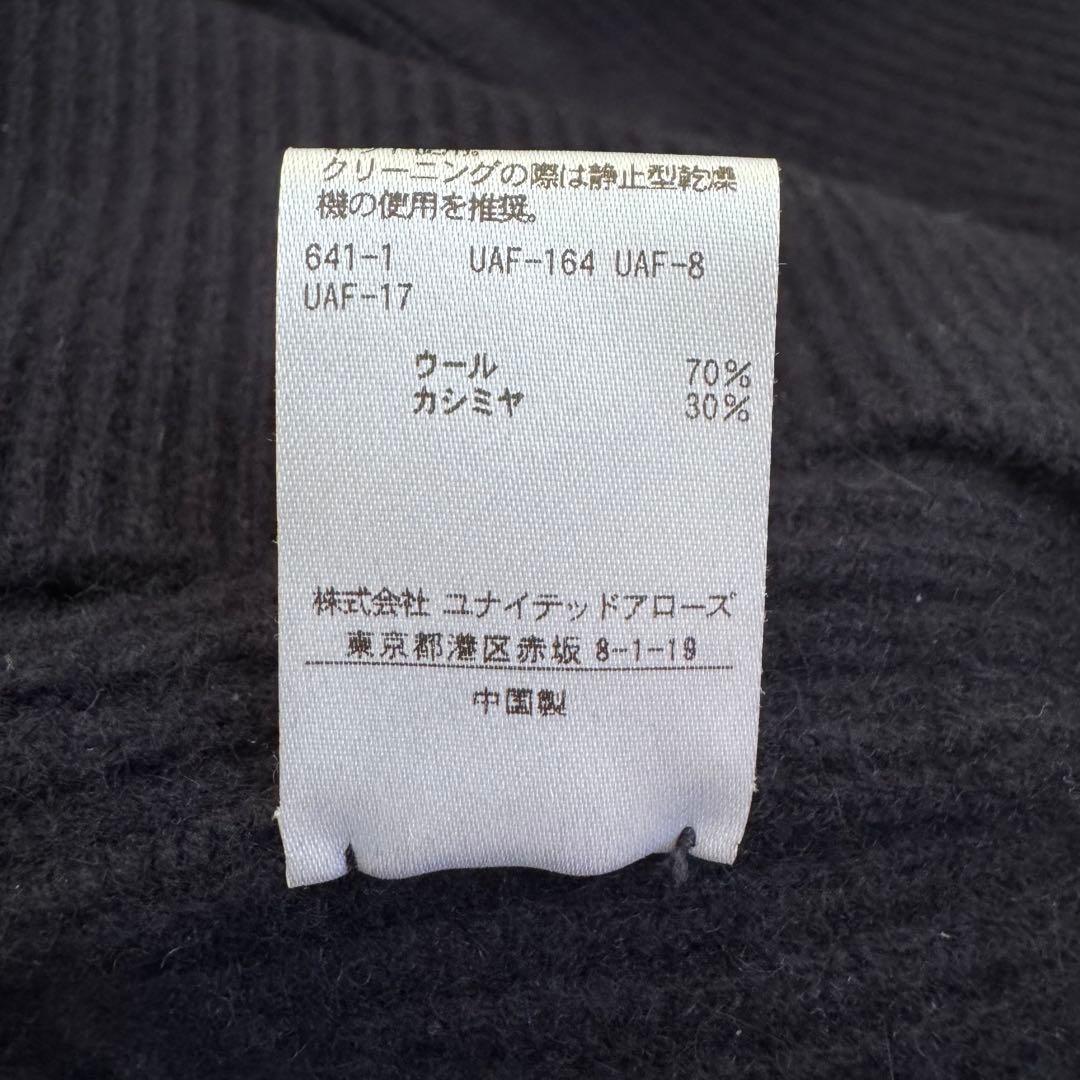 クリーニングの際は静止型乾燥
機の使用を推奨。
641-1 UAF-164 UAF-8
UAF-17
ウール 70%
カシミヤ 30%
株式会社 ユナイテッドアローズ
東京都港区赤坂 8-1-19
中国製